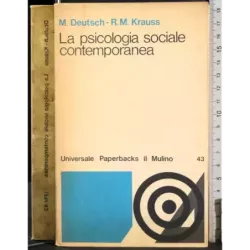 M. Deutsch-R.M. Krauss
La psicologia sociale
contemporanea
Universale Paperbacks il Mulino 43